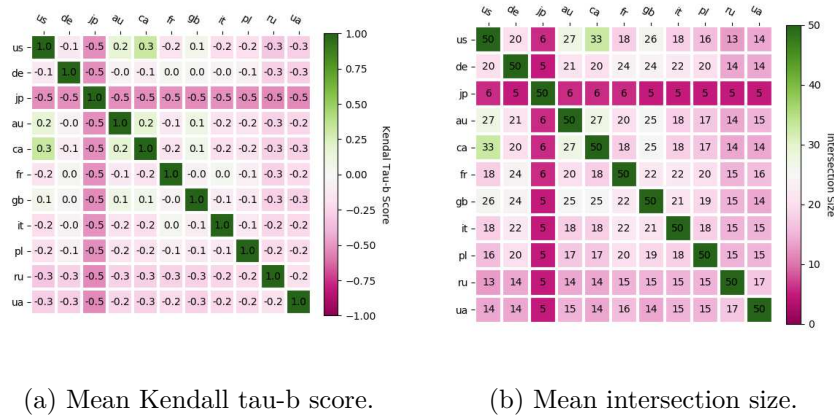 us de jp au ca fr gb it pl ru ua
us 1.0 -0.1 -0.5 0.2 0.3 -0.2 0.1 -0.2 -0.2 -0.3 -0.3
de -0.1 1.0 -0.5 -0.0 -0.1 0.0 0.0 -0.0 -0.1 -0.3 -0.3
jp -0.5 -0.5 1.0 -0.5 -0.5 -0.5 -0.5 -0.5 -0.5 -0.5 -0.5
au 0.2 -0.0 -0.5 1.0 0.2 -0.1 0.1 -0.2 -0.2 -0.3 -0.2
ca 0.3 -0.1 -0.5 0.2 1.0 -0.2 0.1 -0.2 -0.1 -0.3 -0.2
fr -0.2 0.0 -0.5 -0.1 -0.2 1.0 -0.0 0.0 -0.1 -0.2 -0.2
gb 0.1 0.1 -0.5 0.1 0.1 -0.0 1.0 -0.1 -0.1 -0.3 -0.2
it -0.2 -0.0 -0.5 -0.2 -0.2 0.0 -0.1 1.0 -0.1 -0.2 -0.2
pl -0.2 -0.1 -0.5 -0.2 -0.1 -0.1 -0.1 -0.1 1.0 -0.2 -0.2
ru -0.3 -0.3 -0.5 -0.3 -0.3 -0.2 -0.3 -0.2 -0.2 1.0 -0.2
ua -0.3 -0.3 -0.5 -0.2 -0.2 -0.2 -0.2 -0.2 -0.2 -0.2 1.0
1.00
0.75
0.50
0.25
0.00
-0.25
-0.50
-0.75
-1.00
Kendal Tau-b Score
(a) Mean Kendall tau-b score.
us de jp au ca fr gb it pl ru ua
us 50 20 6 27 33 18 26 18 16 13 14
de 20 50 5 21 20 24 24 22 20 14 14
jp 6 5 50 6 6 6 6 5 5 5 5
au 27 21 6 50 27 20 25 18 17 14 15
ca 33 20 6 27 50 18 25 18 17 14 14
fr 18 24 6 20 18 50 22 22 20 15 16
gb 26 24 6 25 25 22 50 21 19 15 14
it 18 22 5 18 18 22 21 50 18 15 15
pl 16 20 5 17 17 20 19 18 50 15 15
ru 13 14 5 14 14 15 15 15 15 50 17
ua 14 14 5 15 14 16 14 15 15 17 50
50
40
30
20
10
0
Intersection size
(b) Mean intersection size.